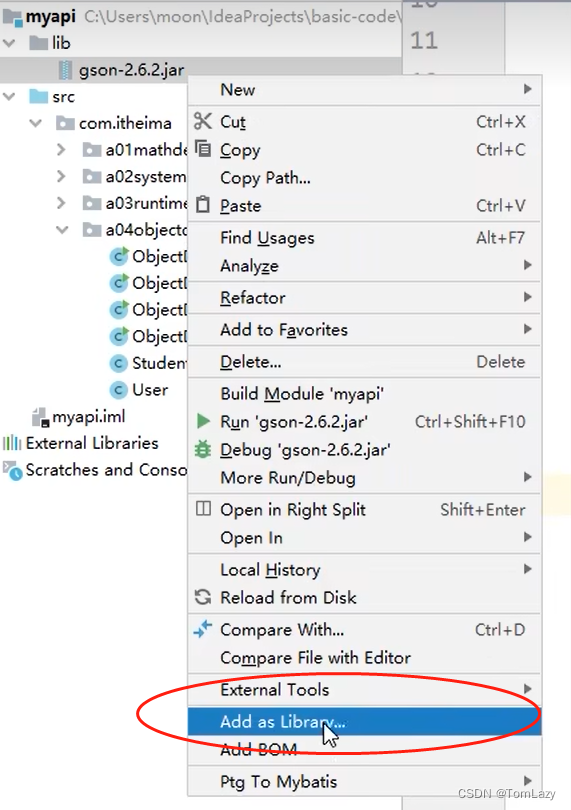 myapi C:\Users\moon\IdeaProjects\basic-code\
lib
11
gson-2.6.2.jar
src
com.itheima
a01mathde
a02system
a03runtime
a04objectd
ObjectD
ObjectD
ObjectD
ObjectD
Student
User
myapi.iml
External Libraries
Scratches and Conso
New
Cut Ctrl+X
Copy Ctrl+C
Copy Path...
Paste Ctrl+V
Find Usages Alt+F7
Analyze
Refactor
Add to Favorites
Delete... Delete
Build Module 'myapi'
Run 'gson-2.6.2.jar' Ctrl+Shift+F10
Debug 'gson-2.6.2.jar'
More Run/Debug
Open in Right Split Shift+Enter
Open In
Local History
Reload from Disk
Compare With... Ctrl+D
Compare File with Editor
External Tools
Add as Library...
Add BOM
Ptg To Mybatis
CSDN @TomLazy